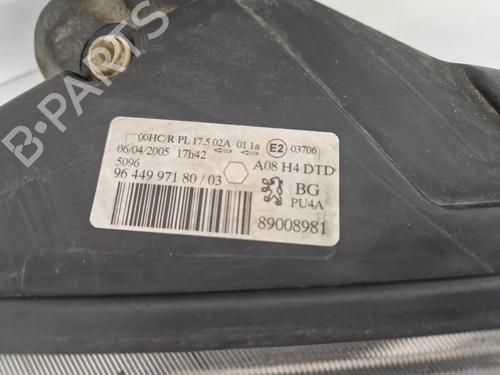 B-PARTS
00HC/R PL 17.5 02A 01 1a E2 03706
06/04/2005 17h42 A08 H4 DTD
5096
96 449 971 80 / 03 BG
PU4A
89008981